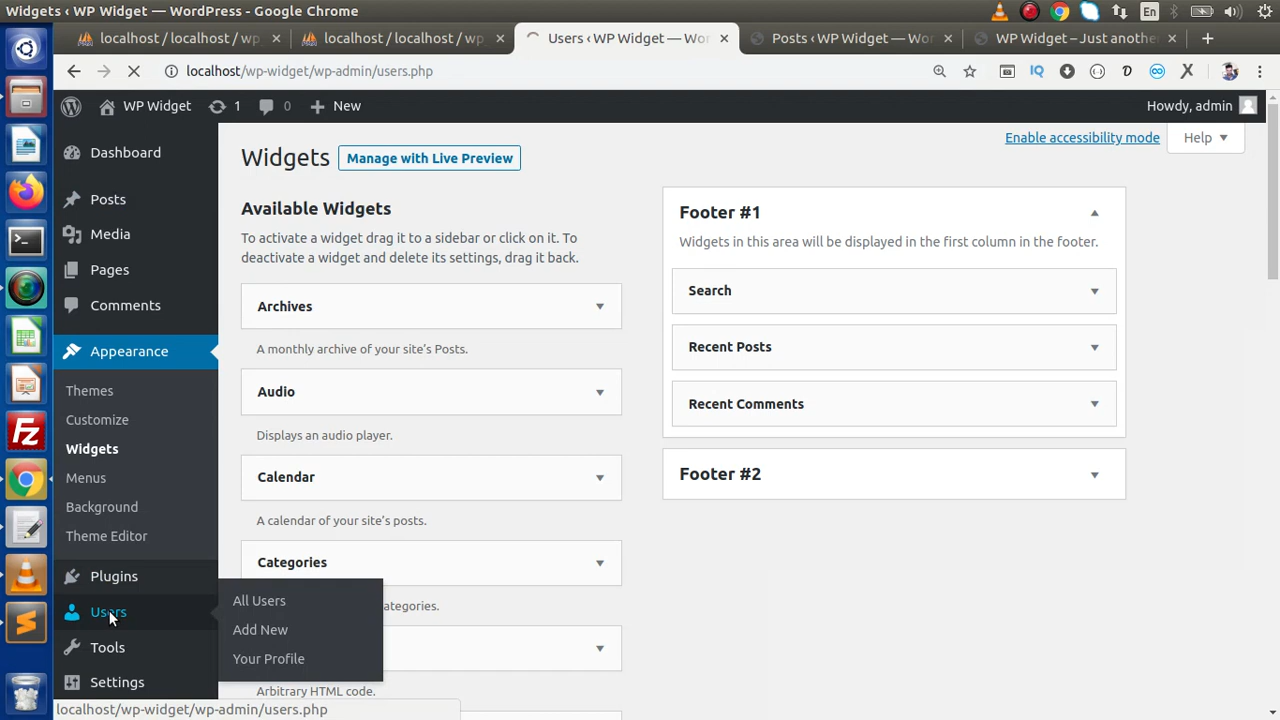 Widgets ‹ WP Widget — WordPress - Google Chrome
En
localhost / localhost / wp_
localhost / localhost / wp
Users ‹ WP Widget — Wor
Posts ‹ WP Widget — Wor
WP Widget – Just anothe
localhost/wp-widget/wp-admin/users.php
IQ
WP Widget
1
0
New
Howdy, admin
Enable accessibility mode
Help
Dashboard
Posts
Media
Pages
Comments
Appearance
Themes
Customize
Widgets
Menus
Background
Theme Editor
Plugins
Users
Tools
Settings
All Users
Add New
Your Profile
Widgets
Manage with Live Preview
Available Widgets
To activate a widget drag it to a sidebar or click on it. To
deactivate a widget and delete its settings, drag it back.
Archives
A monthly archive of your site's Posts.
Audio
Displays an audio player.
Calendar
A calendar of your site's posts.
Categories
ategories.
Arbitrary HTML code.
Footer #1
Widgets in this area will be displayed in the first column in the footer.
Search
Recent Posts
Recent Comments
Footer #2
localhost/wp-widget/wp-admin/users.php